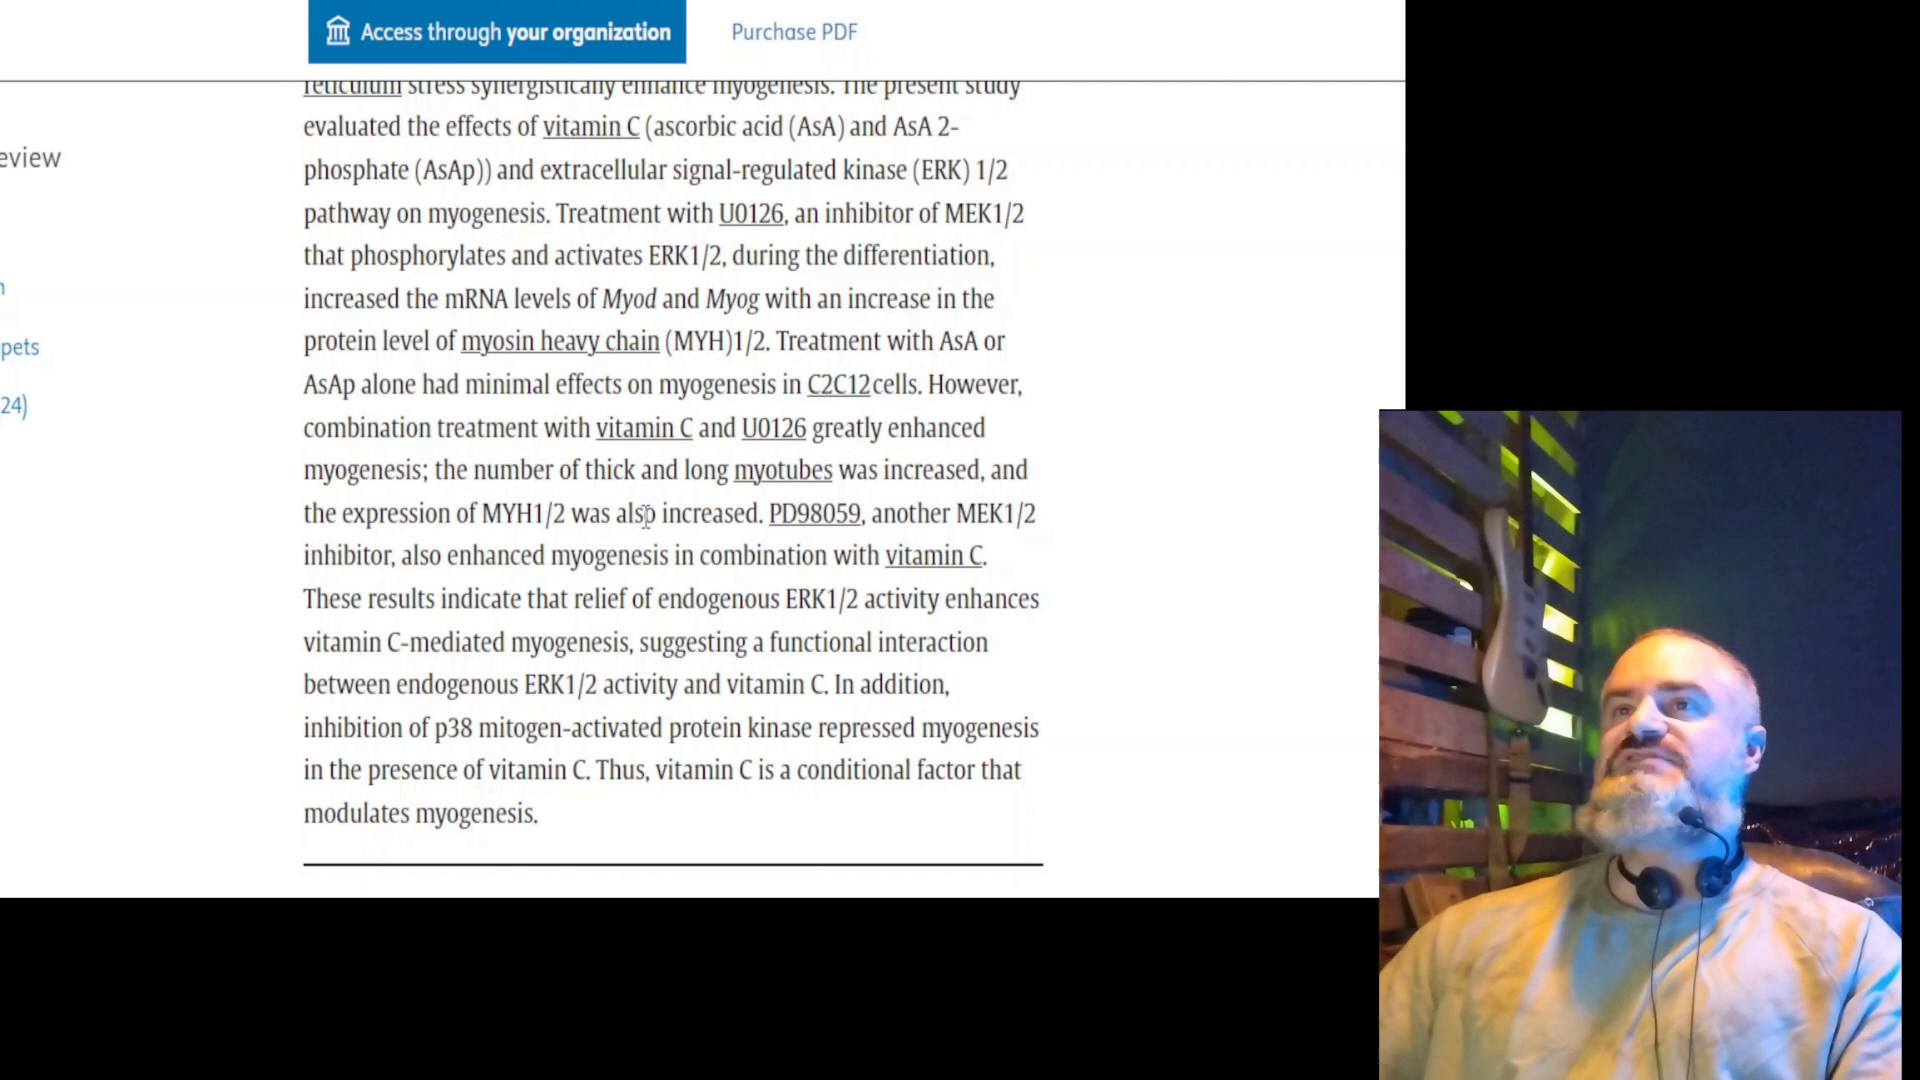 Access through your organization
Purchase PDF
reticulum stress synergistically enhance myogenesis. The present study
evaluated the effects of vitamin C (ascorbic acid (AsA) and AsA 2-
phosphate (AsAp)) and extracellular signal-regulated kinase (ERK) 1/2
pathway on myogenesis. Treatment with U0126, an inhibitor of MEK1/2
that phosphorylates and activates ERK1/2, during the differentiation,
increased the mRNA levels of Myod and Myog with an increase in the
protein level of myosin heavy chain (MYH)1/2. Treatment with AsA or
AsAp alone had minimal effects on myogenesis in C2C12 cells. However,
combination treatment with vitamin C and U0126 greatly enhanced
myogenesis; the number of thick and long myotubes was increased, and
the expression of MYH1/2 was also increased. PD98059, another MEK1/2
inhibitor, also enhanced myogenesis in combination with vitamin C.
These results indicate that relief of endogenous ERK1/2 activity enhances
vitamin C-mediated myogenesis, suggesting a functional interaction
between endogenous ERK1/2 activity and vitamin C. In addition,
inhibition of p38 mitogen-activated protein kinase repressed myogenesis
in the presence of vitamin C. Thus, vitamin C is a conditional factor that
modulates myogenesis.
eview
n
pets
24)